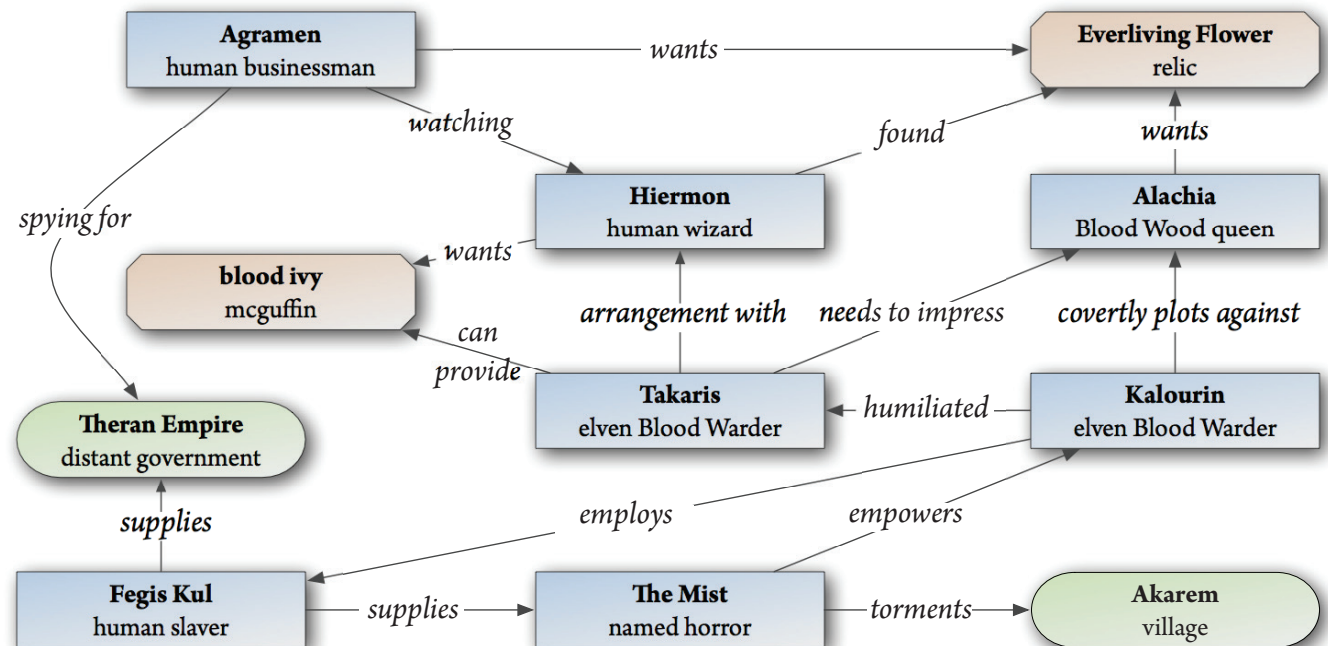 Agramen
human businessman
wants
Everliving Flower
relic
watching
found
wants
Hiermon
human wizard
Alachia
Blood Wood queen
spying for
wants
blood ivy
mcguffin
arrangement with
needs to impress
covertly plots against
can
provide
Takaris
elven Blood Warder
humiliated
Kalourin
elven Blood Warder
Theran Empire
distant government
supplies
employs
empowers
Fegis Kul
human slaver
supplies
The Mist
named horror
torments
Akarem
village